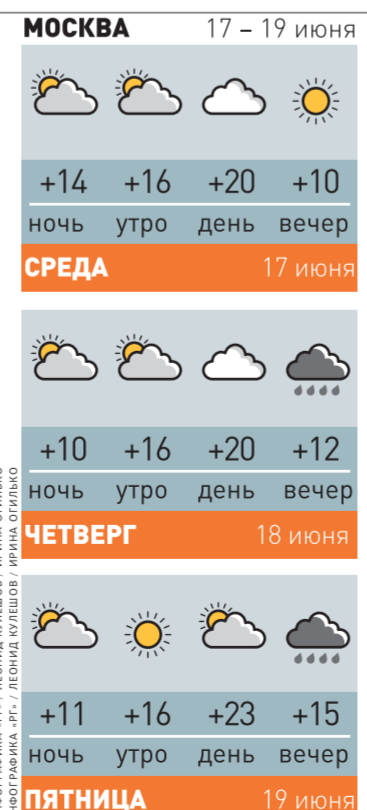 МОСКВА 17 – 19 июня
+14 +16 +20 +10
ночь утро день вечер
СРЕДА 17 июня
+10 +16 +20 +12
ночь утро день вечер
ЧЕТВЕРГ 18 июня
+11 +16 +23 +15
ночь утро день вечер
ПЯТНИЦА 19 июня
ИНФОГРАФИКА «РГ» / ЛЕОНИД КУЛЕШОВ / ИРИНА ОГИЛЬКО